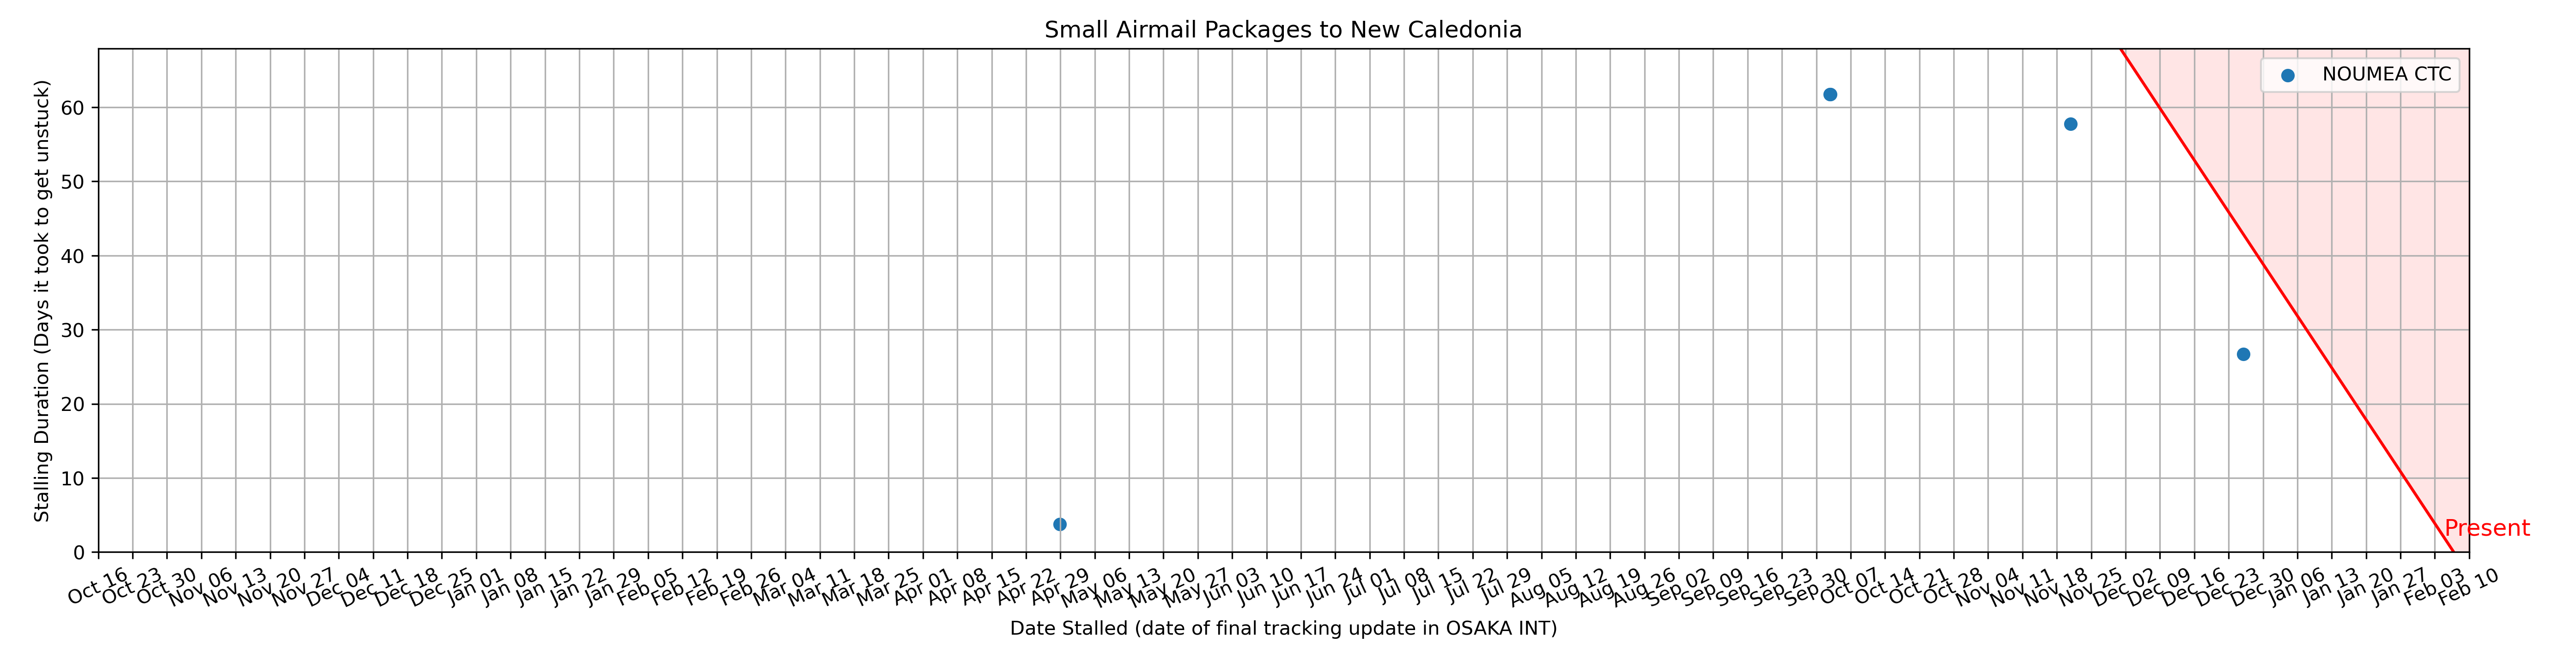 Small Airmail Packages to New Caledonia
NOUMEA CTC
Stalling Duration (Days it took to get unstuck)
60
50
40
30
20
10
0
Present
Oct 16 Oct 23 Oct 30 Nov 06 Nov 13 Nov 20 Nov 27 Dec 04 Dec 11 Dec 18 Dec 25 Jan 01 Jan 08 Jan 15 Jan 22 Jan 29 Feb 05 Feb 12 Feb 19 Feb 26 Mar 04 Mar 11 Mar 18 Mar 25 Apr 01 Apr 08 Apr 15 Apr 22 Apr 29 May 06 May 13 May 20 May 27 Jun 03 Jun 10 Jun 17 Jun 24 Jul 01 Jul 08 Jul 15 Jul 22 Jul 29 Aug 05 Aug 12 Aug 19 Aug 26 Sep 02 Sep 09 Sep 16 Sep 23 Sep 30 Oct 07 Oct 14 Oct 21 Oct 28 Nov 04 Nov 11 Nov 18 Nov 25 Dec 02 Dec 09 Dec 16 Dec 23 Dec 30 Jan 06 Jan 13 Jan 20 Jan 27 Feb 03 Feb 10
Date Stalled (date of final tracking update in OSAKA INT)